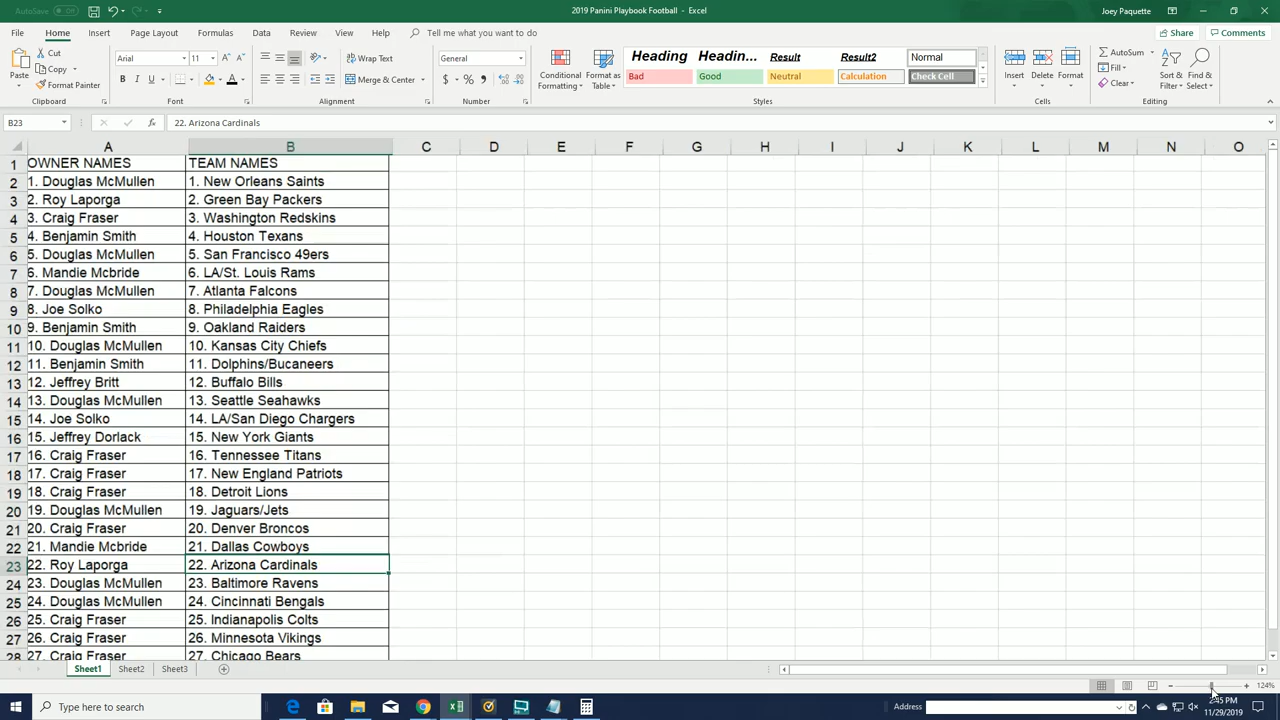 AutoSave Off 2019 Panini Playbook Football - Excel Joey Paquette
File Home Insert Page Layout Formulas Data Review View Help Tell me what you want to do Share Comments
Paste Cut Copy Format Painter Clipboard
Arial 11 B I U A Font
Wrap Text Merge & Center Alignment
General $ % , Number
Conditional Formatting Format as Table
Heading Headin... Result Result2 Normal
Bad Good Neutral Calculation Check Cell
Styles
Insert Delete Format Cells
AutoSum Fill Clear Sort & Filter Find & Select Editing
B23 fx 22. Arizona Cardinals
A B C D E F G H I J K L M N O
1 OWNER NAMES TEAM NAMES
2 1. Douglas McMullen 1. New Orleans Saints
3 2. Roy Laporga 2. Green Bay Packers
4 3. Craig Fraser 3. Washington Redskins
5 4. Benjamin Smith 4. Houston Texans
6 5. Douglas McMullen 5. San Francisco 49ers
7 6. Mandie Mcbride 6. LA/St. Louis Rams
8 7. Douglas McMullen 7. Atlanta Falcons
9 8. Joe Solko 8. Philadelphia Eagles
10 9. Benjamin Smith 9. Oakland Raiders
11 10. Douglas McMullen 10. Kansas City Chiefs
12 11. Benjamin Smith 11. Dolphins/Bucaneers
13 12. Jeffrey Britt 12. Buffalo Bills
14 13. Douglas McMullen 13. Seattle Seahawks
15 14. Joe Solko 14. LA/San Diego Chargers
16 15. Jeffrey Dorlack 15. New York Giants
17 16. Craig Fraser 16. Tennessee Titans
18 17. Craig Fraser 17. New England Patriots
19 18. Craig Fraser 18. Detroit Lions
20 19. Douglas McMullen 19. Jaguars/Jets
21 20. Craig Fraser 20. Denver Broncos
22 21. Mandie Mcbride 21. Dallas Cowboys
23 22. Roy Laporga 22. Arizona Cardinals
24 23. Douglas McMullen 23. Baltimore Ravens
25 24. Douglas McMullen 24. Cincinnati Bengals
26 25. Craig Fraser 25. Indianapolis Colts
27 26. Craig Fraser 26. Minnesota Vikings
28 27. Craig Fraser 27. Chicago Bears
Sheet1 Sheet2 Sheet3
124%
Type here to search Address 2:45 PM
11/29/2019